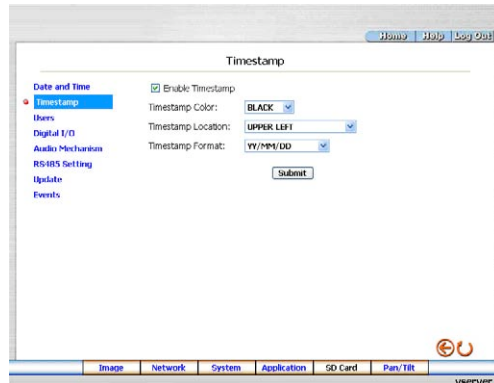 Home Help Log Out
Timestamp
Date and Time
Timestamp
Users
Digital I/O
Audio Mechanism
RS485 Setting
Update
Events
Enable Timestamp
Timestamp Color: BLACK
Timestamp Location: UPPER LEFT
Timestamp Format: YY/MM/DD
Submit
Image Network System Application SD Card Pan/Tilt
vserver